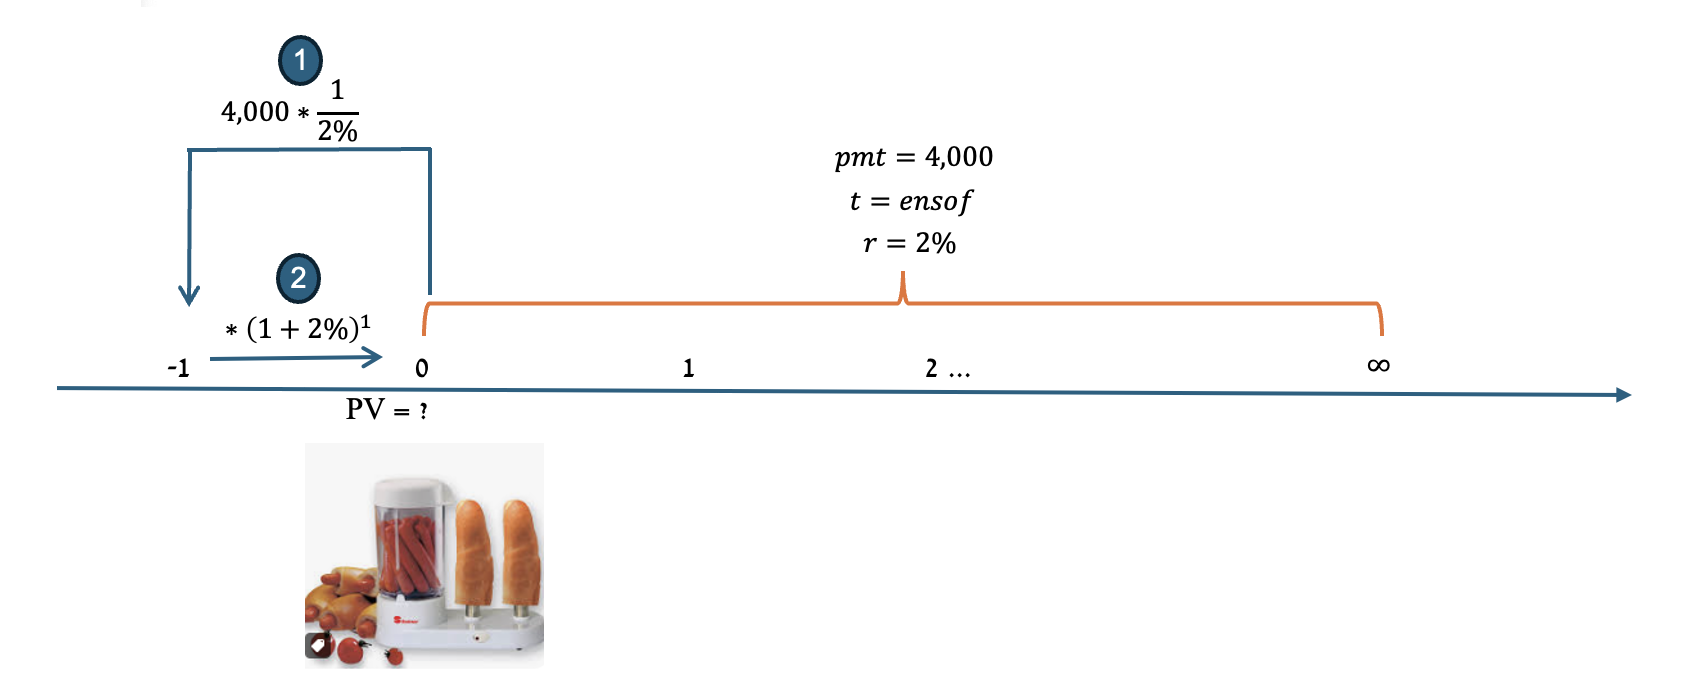 1
4,000 * 1/2%
pmt = 4,000
t = ensof
r = 2%
2
* (1 + 2%)¹
-1 0 1 2 ... ∞
PV = ?